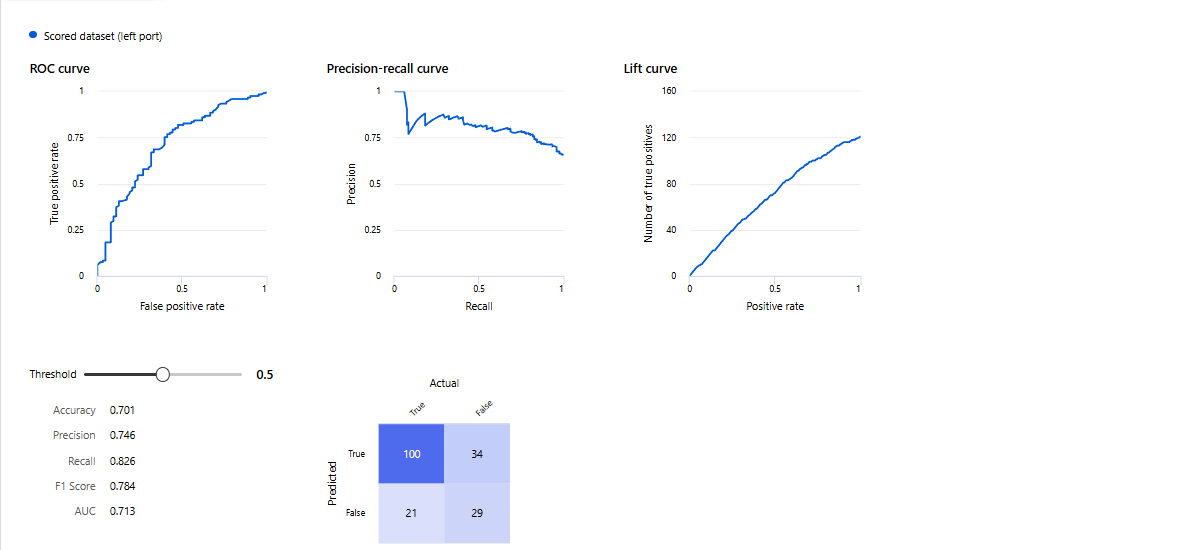 Scored dataset (left port)
ROC curve
1
0.75
0.5
0.25
0
True positive rate
0
0.5
1
False positive rate
Precision-recall curve
1
0.75
0.5
0.25
0
Precision
0
0.5
1
Recall
Lift curve
160
120
80
40
0
Number of true positives
0
0.5
1
Positive rate
Threshold
0.5
Accuracy 0.701
Precision 0.746
Recall 0.826
F1 Score 0.784
AUC 0.713
Actual
True False
Predicted
True 100 34
False 21 29